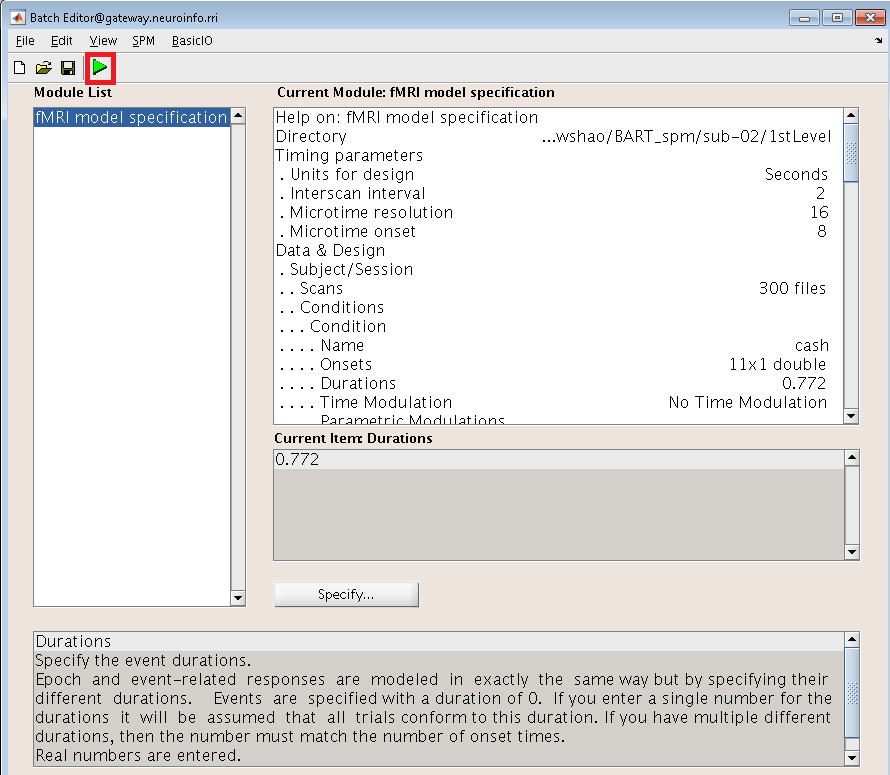 Batch Editor@gateway.neuroinfo.rri
File Edit View SPM BasicIO
Module List
fMRI model specification
Current Module: fMRI model specification
Help on: fMRI model specification
Directory ...wshao/BART_spm/sub-02/1stLevel
Timing parameters
. Units for design Seconds
. Interscan interval 2
. Microtime resolution 16
. Microtime onset 8
Data & Design
. Subject/Session
. . Scans 300 files
. . Conditions
. . . Condition
. . . . Name cash
. . . . Onsets 11x1 double
. . . . Durations 0.772
. . . . Time Modulation No Time Modulation
Parametric Modulations
Current Item: Durations
0.772
Specify...
Durations
Specify the event durations.
Epoch and event-related responses are modeled in exactly the same way but by specifying their
different durations. Events are specified with a duration of 0. If you enter a single number for the
durations it will be assumed that all trials conform to this duration. If you have multiple different
durations, then the number must match the number of onset times.
Real numbers are entered.